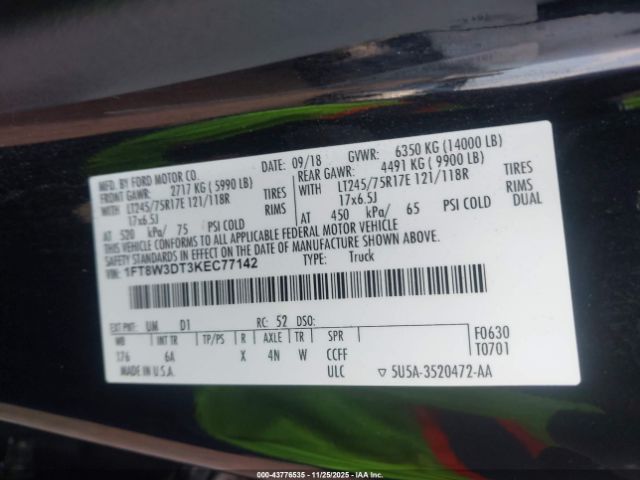 MFD. BY FORD MOTOR CO. DATE: 09/18 GVWR: 6350 KG (14000 LB)
FRONT GAWR: 2717 KG (5990 LB) REAR GAWR: 4491 KG (9900 LB)
WITH LT245/75R17E 121/118R TIRES WITH LT245/75R17E 121/118R TIRES
17x6.5J RIMS 17x6.5J RIMS
AT 520 kPa/ 75 PSI COLD AT 450 kPa/ 65 PSI COLD DUAL
THIS VEHICLE CONFORMS TO ALL APPLICABLE FEDERAL MOTOR VEHICLE
SAFETY STANDARDS IN EFFECT ON THE DATE OF MANUFACTURE SHOWN ABOVE.
VIN: 1FT8W3DT3KEC77142 TYPE: Truck
EXT PNT: UM D1 RC: 52 DSO: F0630
WB INT TR TP/PS R AXLE TR SPR T0701
176 6A X 4N W CCFF
MADE IN U.S.A. ULC ▽ 5U5A-3520472-AA
000-43776535 - 11/25/2025 - IAA, Inc.